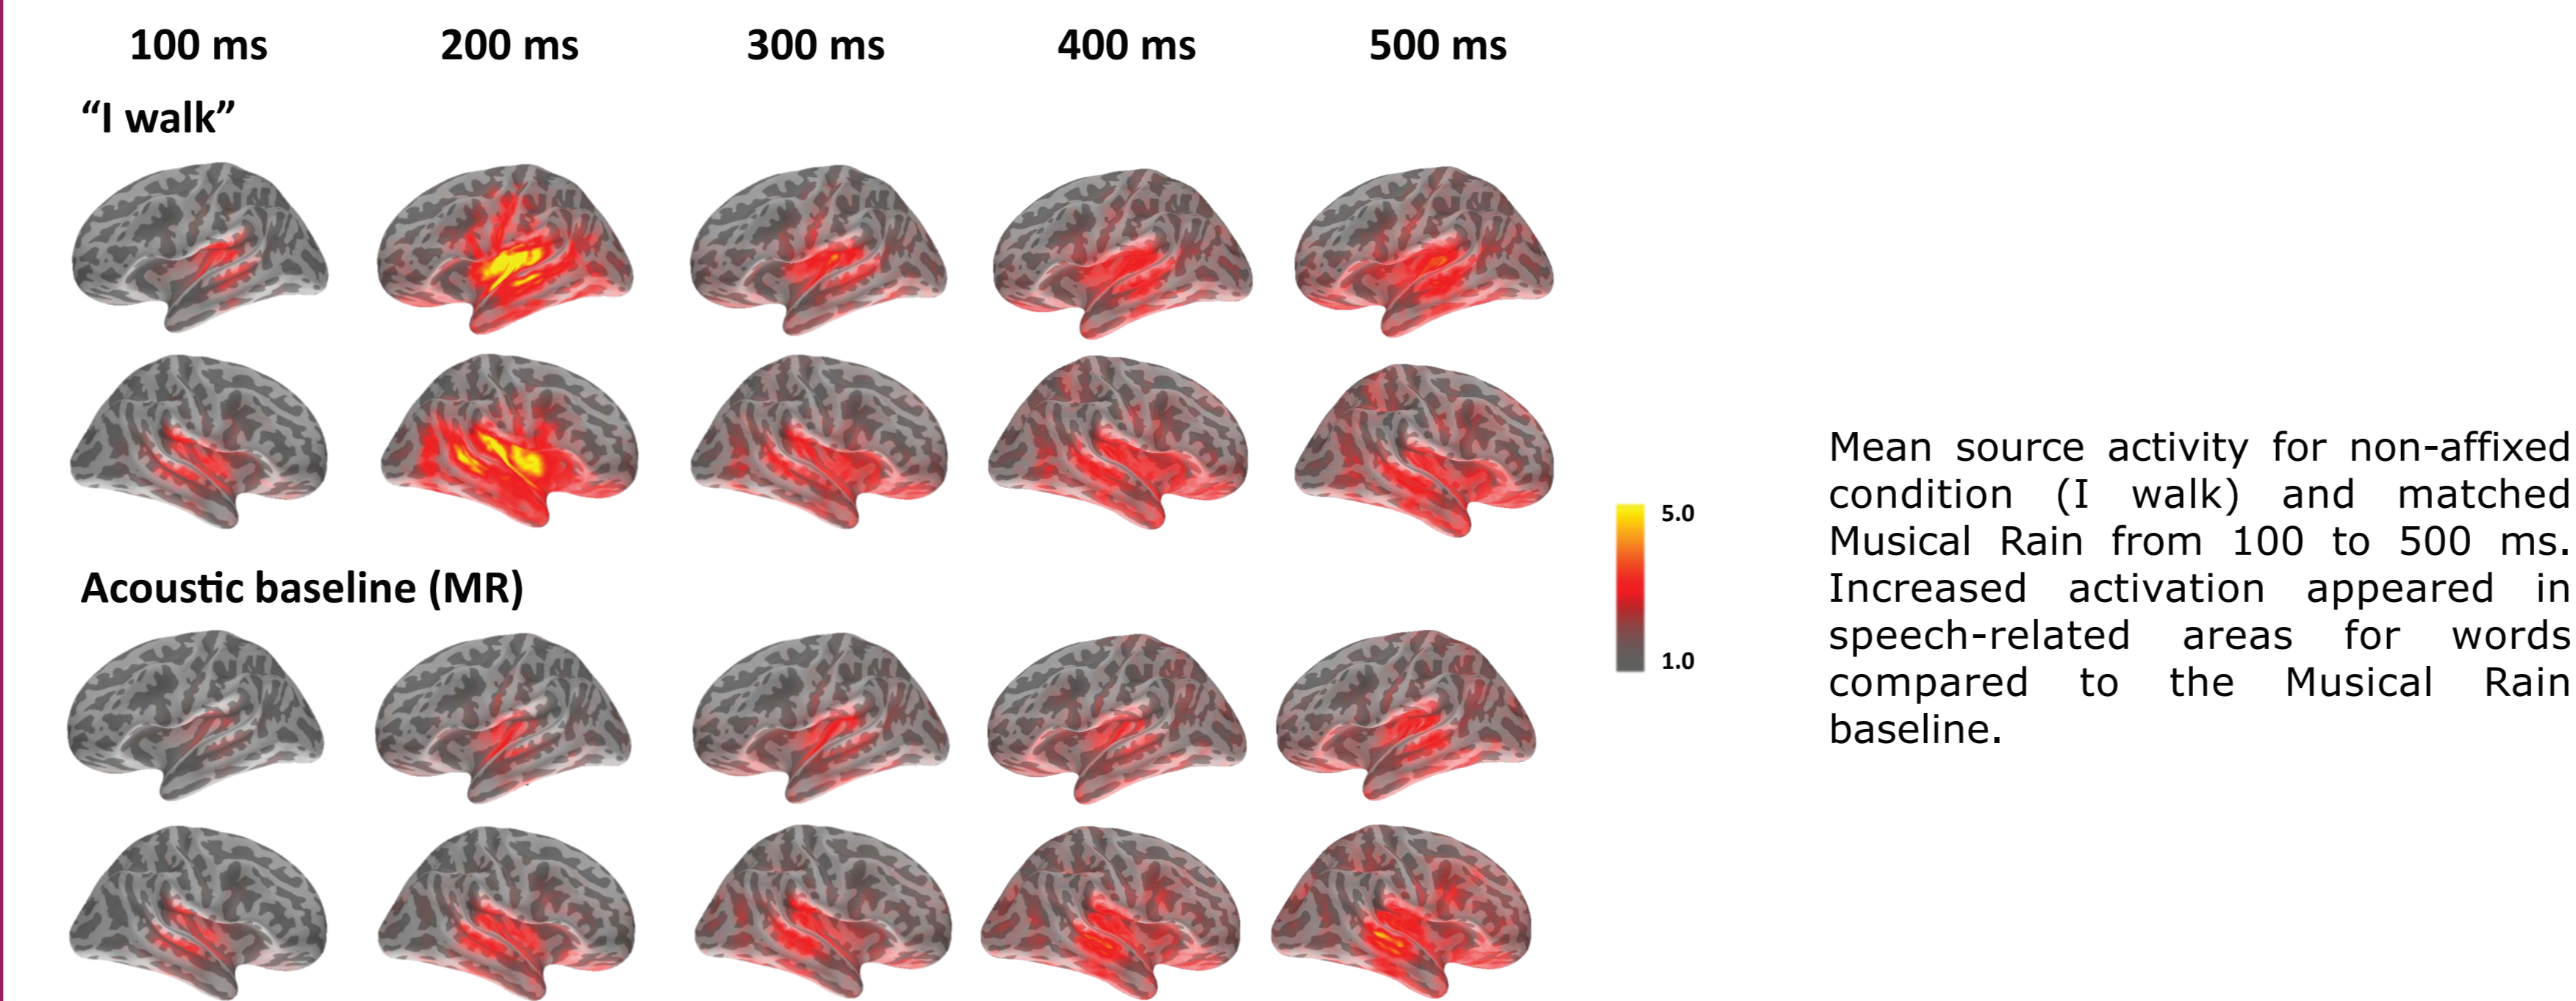 100 ms 200 ms 300 ms 400 ms 500 ms
“I walk”
Acoustic baseline (MR)
5.0
1.0
Mean source activity for non-affixed
condition (I walk) and matched
Musical Rain from 100 to 500 ms.
Increased activation appeared in
speech-related areas for words
compared to the Musical Rain
baseline.